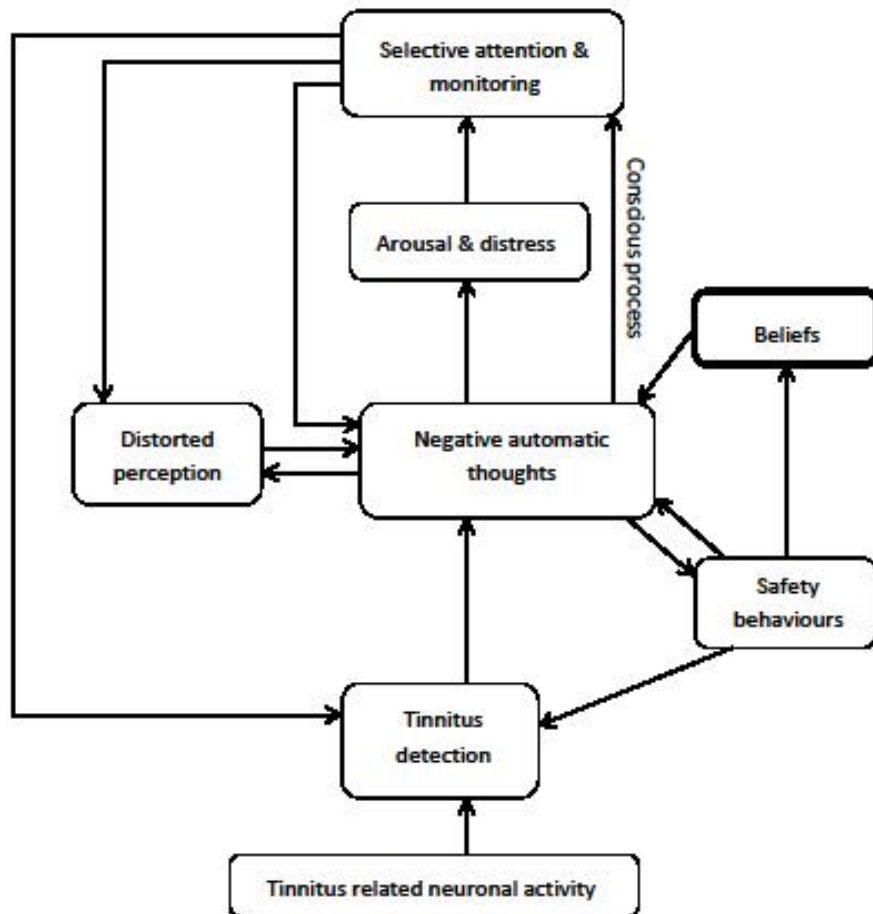 Selective attention &
monitoring
Conscious process
Arousal & distress
Beliefs
Distorted
perception
Negative automatic
thoughts
Safety
behaviours
Tinnitus
detection
Tinnitus related neuronal activity